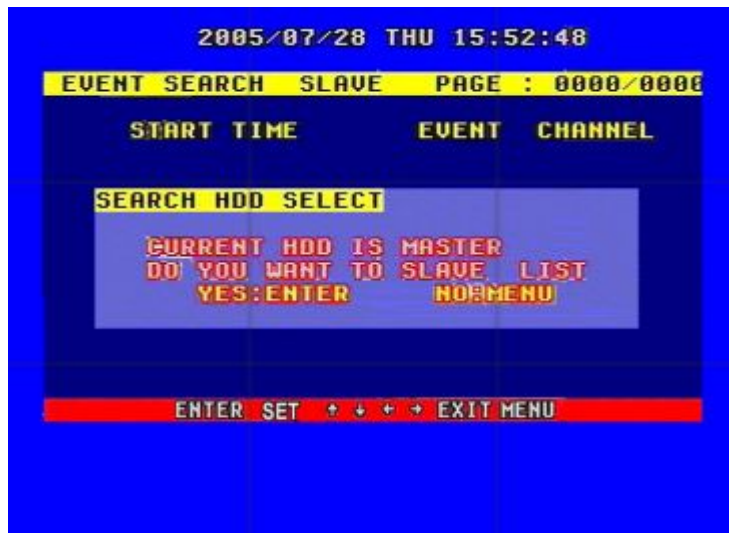 2005/07/28 THU 15:52:48
EVENT SEARCH SLAVE PAGE : 0000/0000
START TIME EVENT CHANNEL
SEARCH HDD SELECT
CURRENT HDD IS MASTER
DO YOU WANT TO SLAVE LIST
YES:ENTER NO:MENU
ENTER SET ↑ ↓ ← → EXIT MENU